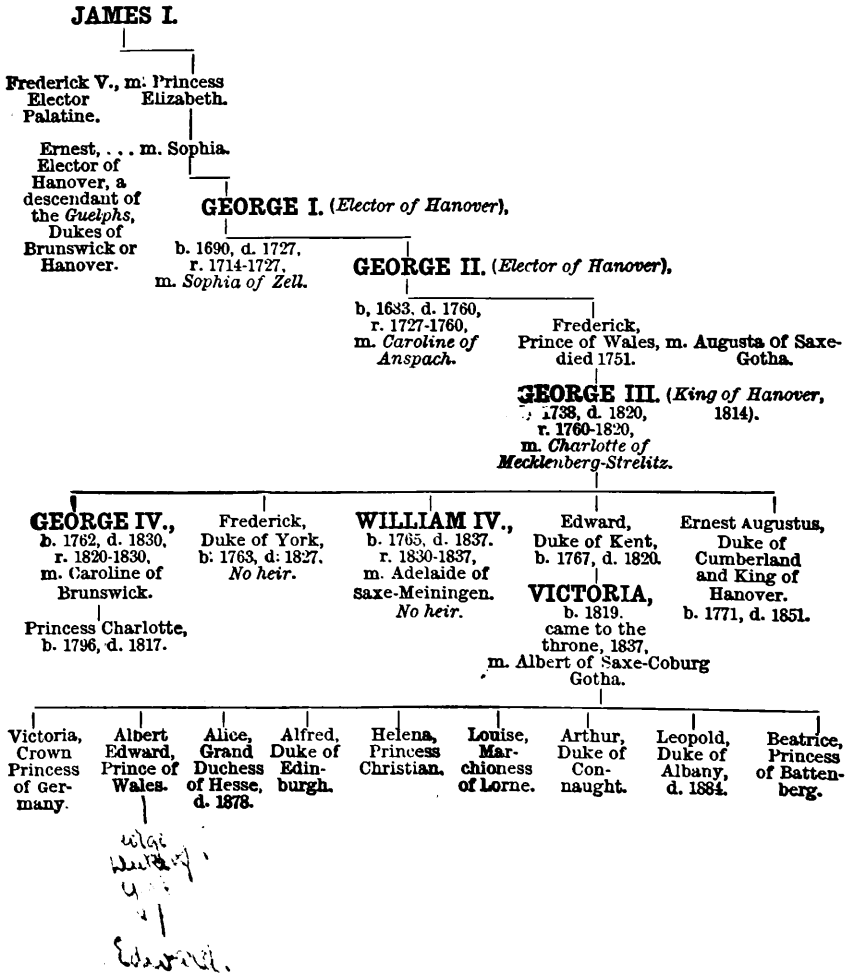 JAMES I.
Frederick V., m. Princess
Elector Elizabeth.
Palatine.
Ernest, ... m. Sophia.
Elector of
Hanover, a
descendant of
the Guelphs,
Dukes of
Brunswick or
Hanover.
GEORGE I. (Elector of Hanover),
b. 1690, d. 1727,
r. 1714-1727,
m. Sophia of Zell.
GEORGE II. (Elector of Hanover),
b, 1683, d. 1760,
r. 1727-1760,
m. Caroline of
Anspach.
Frederick,
Prince of Wales, m. Augusta of Saxe-
died 1751. Gotha.
GEORGE III. (King of Hanover,
1738, d. 1820, 1814).
r. 1760-1820,
m. Charlotte of
Mecklenberg-Strelitz.
GEORGE IV.,
b. 1762, d. 1830,
r. 1820-1830,
m. Caroline of
Brunswick.
Princess Charlotte,
b. 1796, d. 1817.
Frederick,
Duke of York,
b. 1763, d. 1827.
No heir.
WILLIAM IV.,
b. 1765, d. 1837.
r. 1830-1837,
m. Adelaide of
Saxe-Meiningen.
No heir.
Edward,
Duke of Kent,
b. 1767, d. 1820.
VICTORIA,
b. 1819.
came to the
throne, 1837,
m. Albert of Saxe-Coburg
Gotha.
Ernest Augustus,
Duke of
Cumberland
and King of
Hanover.
b. 1771, d. 1851.
Victoria,
Crown
Princess
of Ger-
many.
Albert
Edward,
Prince of
Wales.
Alice,
Grand
Duchess
of Hesse,
d. 1878.
Alfred,
Duke of
Edin-
burgh.
Helena,
Princess
Christian.
Louise,
Mar-
chioness
of Lorne.
Arthur,
Duke of
Con-
naught.
Leopold,
Duke of
Albany,
d. 1884.
Beatrice,
Princess
of Batten-
berg.
Edward.